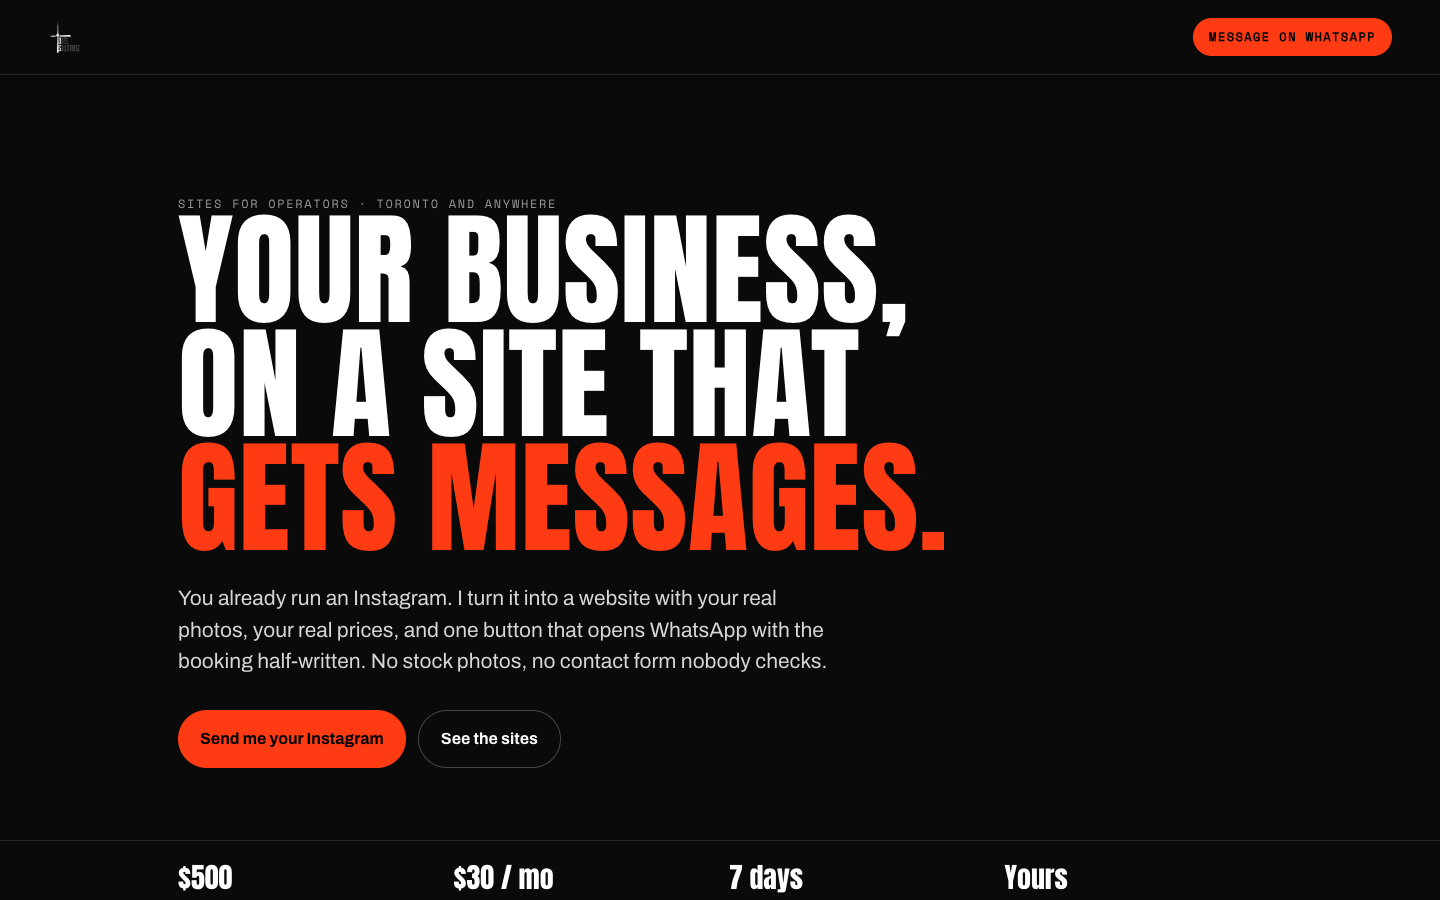 MESSAGE ON WHATSAPP
SITES FOR OPERATORS · TORONTO AND ANYWHERE
YOUR BUSINESS,
ON A SITE THAT
GETS MESSAGES.
You already run an Instagram. I turn it into a website with your real
photos, your real prices, and one button that opens WhatsApp with the
booking half-written. No stock photos, no contact form nobody checks.
Send me your Instagram
See the sites
$500
$30 / mo
7 days
Yours